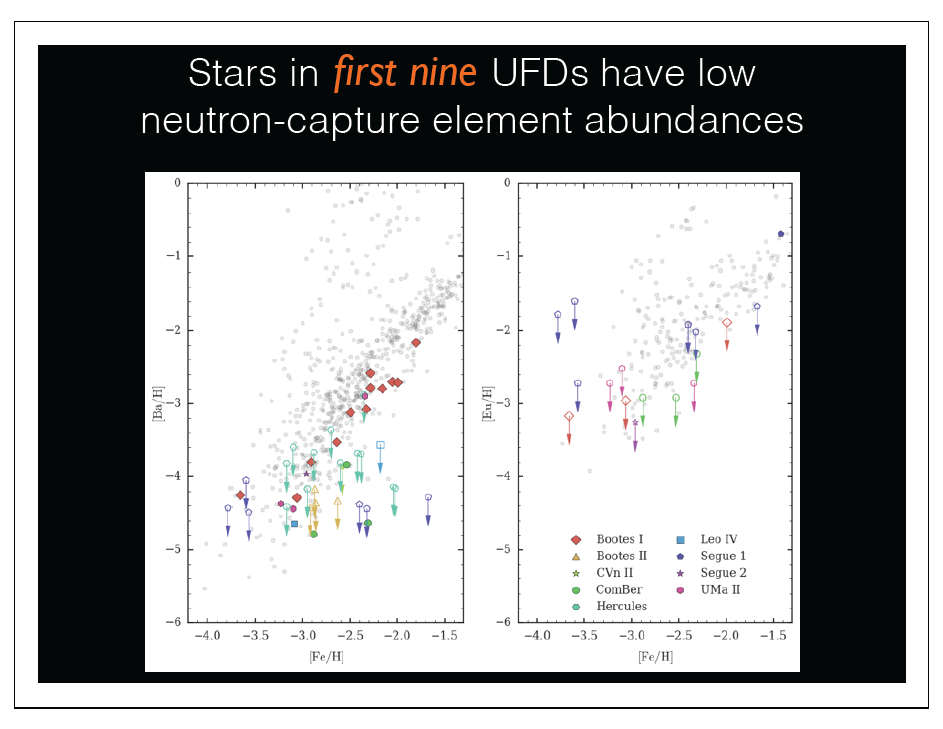 Stars in first nine UFDs have low
neutron-capture element abundances
0
−1
−2
−3
−4
−5
−6
[Ba/H]
−4.0 −3.5 −3.0 −2.5 −2.0 −1.5
[Fe/H]
0
−1
−2
−3
−4
−5
−6
[Eu/H]
Bootes I
Bootes II
CVn II
ComBer
Hercules
Leo IV
Segue 1
Segue 2
UMa II
−4.0 −3.5 −3.0 −2.5 −2.0 −1.5
[Fe/H]